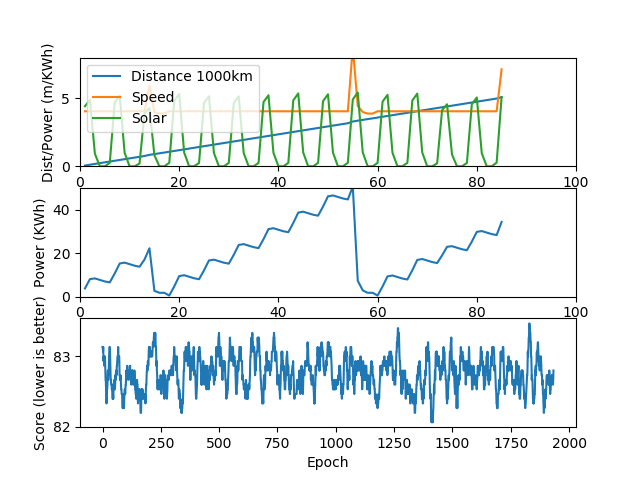 Dist/Power (m/KWh)
5
0
Distance 1000km
Speed
Solar
0 20 40 60 80 100
Power (KWh)
40
20
0
0 20 40 60 80 100
Score (lower is better)
83
82
0 250 500 750 1000 1250 1500 1750 2000
Epoch